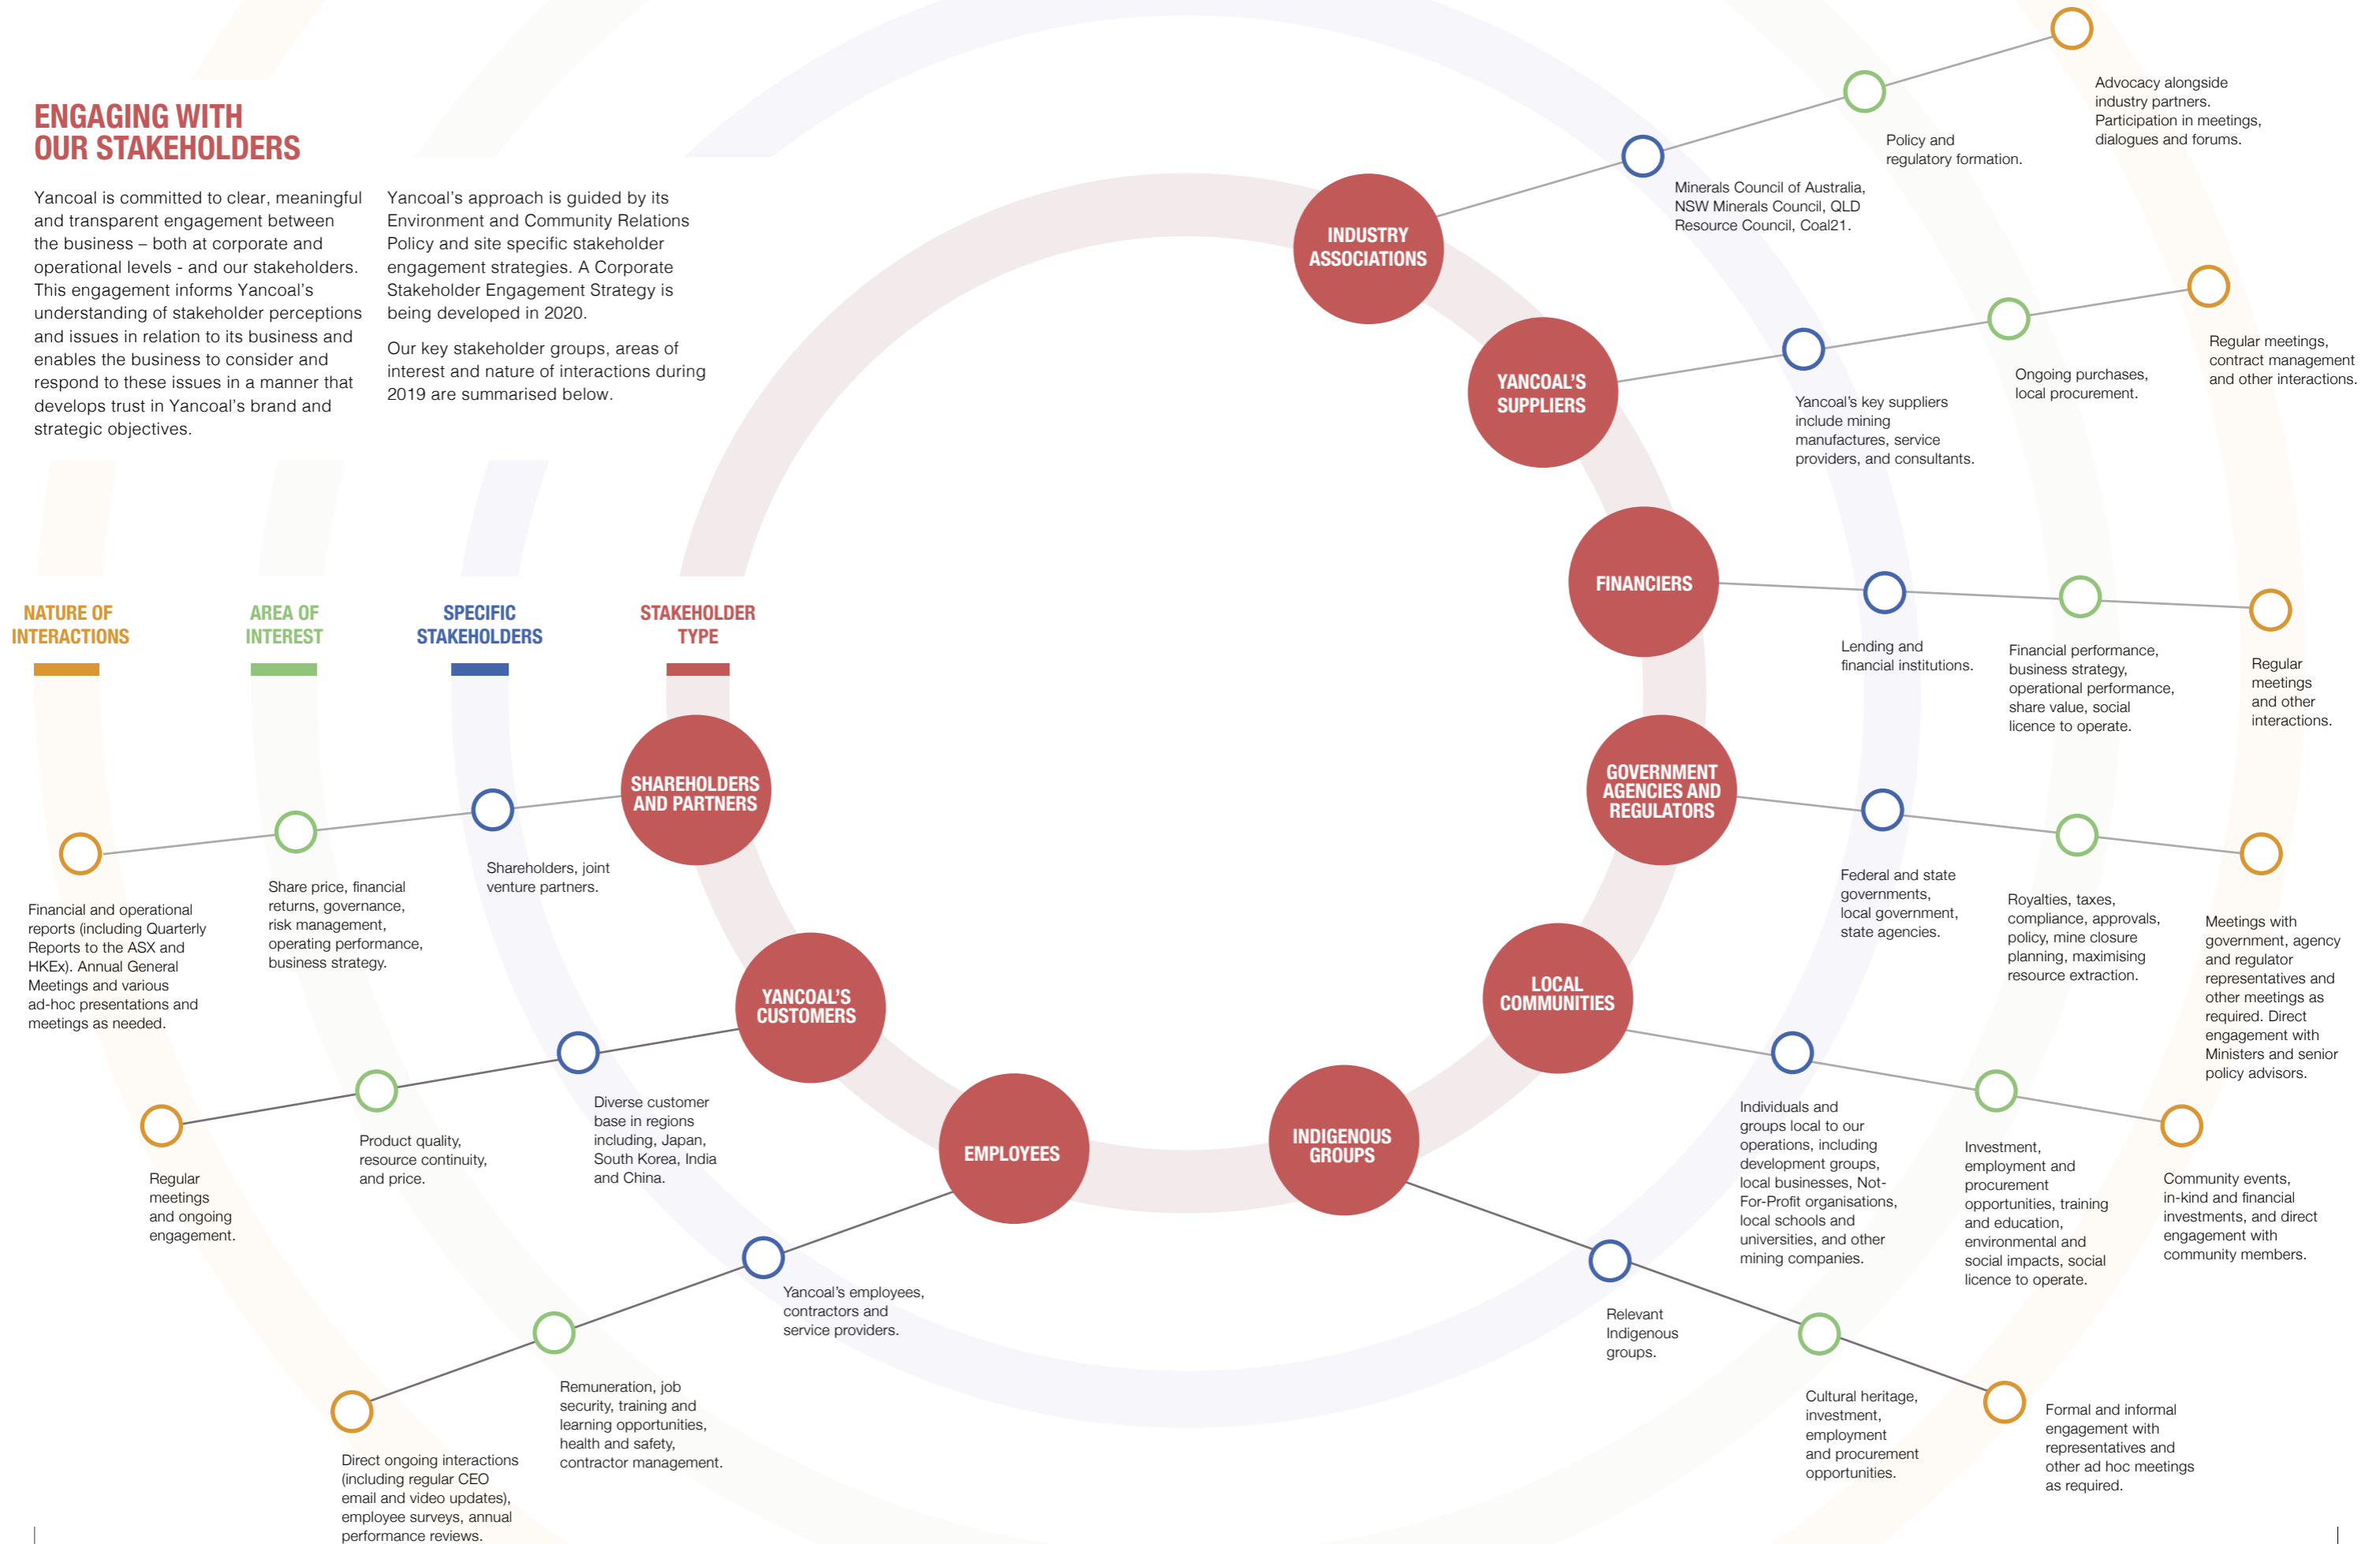 ENGAGING WITH
OUR STAKEHOLDERS
Yancoal is committed to clear, meaningful
and transparent engagement between
the business – both at corporate and
operational levels - and our stakeholders.
This engagement informs Yancoal's
understanding of stakeholder perceptions
and issues in relation to its business and
enables the business to consider and
respond to these issues in a manner that
develops trust in Yancoal's brand and
strategic objectives.
Yancoal's approach is guided by its
Environment and Community Relations
Policy and site specific stakeholder
engagement strategies. A Corporate
Stakeholder Engagement Strategy is
being developed in 2020.
Our key stakeholder groups, areas of
interest and nature of interactions during
2019 are summarised below.
NATURE OF
INTERACTIONS
AREA OF
INTEREST
SPECIFIC
STAKEHOLDERS
STAKEHOLDER
TYPE
INDUSTRY
ASSOCIATIONS
Minerals Council of Australia,
NSW Minerals Council, QLD
Resource Council, Coal21.
Policy and
regulatory formation.
Advocacy alongside
industry partners.
Participation in meetings,
dialogues and forums.
YANCOAL'S
SUPPLIERS
Yancoal's key suppliers
include mining
manufactures, service
providers, and consultants.
Ongoing purchases,
local procurement.
Regular meetings,
contract management
and other interactions.
FINANCIERS
Lending and
financial institutions.
Financial performance,
business strategy,
operational performance,
share value, social
licence to operate.
Regular
meetings
and other
interactions.
GOVERNMENT
AGENCIES AND
REGULATORS
Federal and state
governments,
local government,
state agencies.
Royalties, taxes,
compliance, approvals,
policy, mine closure
planning, maximising
resource extraction.
Meetings with
government, agency
and regulator
representatives and
other meetings as
required. Direct
engagement with
Ministers and senior
policy advisors.
LOCAL
COMMUNITIES
Individuals and
groups local to our
operations, including
development groups,
local businesses, Not-
For-Profit organisations,
local schools and
universities, and other
mining companies.
Investment,
employment and
procurement
opportunities, training
and education,
environmental and
social impacts, social
licence to operate.
Community events,
in-kind and financial
investments, and direct
engagement with
community members.
INDIGENOUS
GROUPS
Relevant
Indigenous
groups.
Cultural heritage,
investment,
employment
and procurement
opportunities.
Formal and informal
engagement with
representatives and
other ad hoc meetings
as required.
EMPLOYEES
Yancoal's employees,
contractors and
service providers.
Remuneration, job
security, training and
learning opportunities,
health and safety,
contractor management.
Direct ongoing interactions
(including regular CEO
email and video updates),
employee surveys, annual
performance reviews.
YANCOAL'S
CUSTOMERS
Diverse customer
base in regions
including, Japan,
South Korea, India
and China.
Product quality,
resource continuity,
and price.
Regular
meetings
and ongoing
engagement.
SHAREHOLDERS
AND PARTNERS
Shareholders, joint
venture partners.
Share price, financial
returns, governance,
risk management,
operating performance,
business strategy.
Financial and operational
reports (including Quarterly
Reports to the ASX and
HKEx). Annual General
Meetings and various
ad-hoc presentations and
meetings as needed.